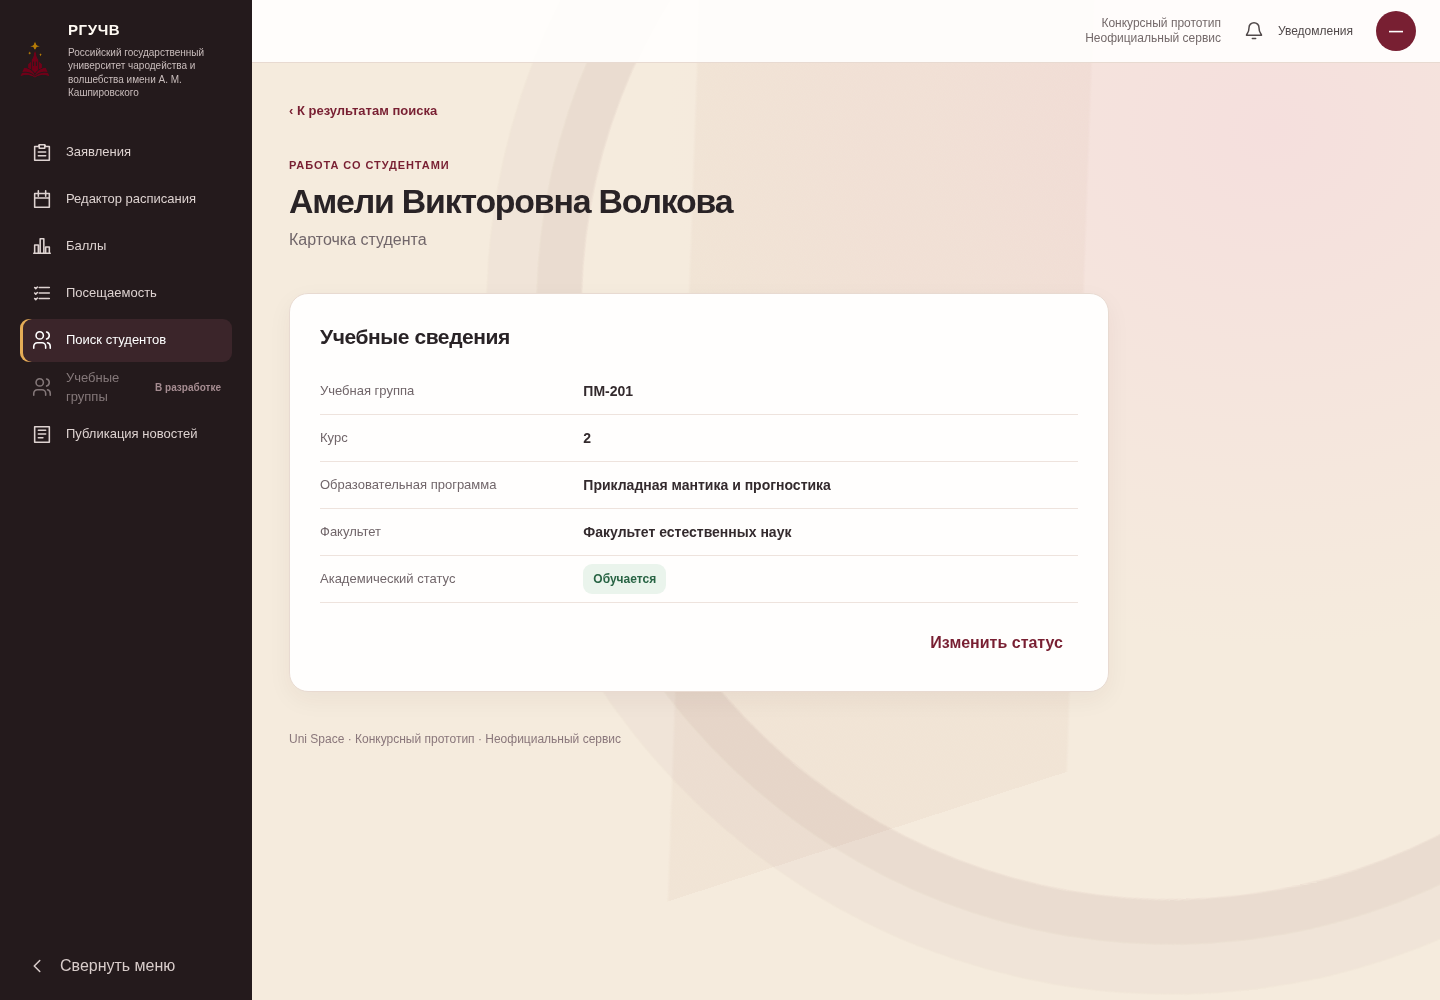 РГУЧВ
Российский государственный
университет чародейства и
волшебства имени А. М.
Кашпировского
Заявления
Редактор расписания
Баллы
Посещаемость
Поиск студентов
Учебные
группы
В разработке
Публикация новостей
Свернуть меню
Конкурсный прототип
Неофициальный сервис
Уведомления
—
‹ К результатам поиска
РАБОТА СО СТУДЕНТАМИ
Амели Викторовна Волкова
Карточка студента
Учебные сведения
Учебная группа
ПМ-201
Курс
2
Образовательная программа
Прикладная мантика и прогностика
Факультет
Факультет естественных наук
Академический статус
Обучается
Изменить статус
Uni Space · Конкурсный прототип · Неофициальный сервис